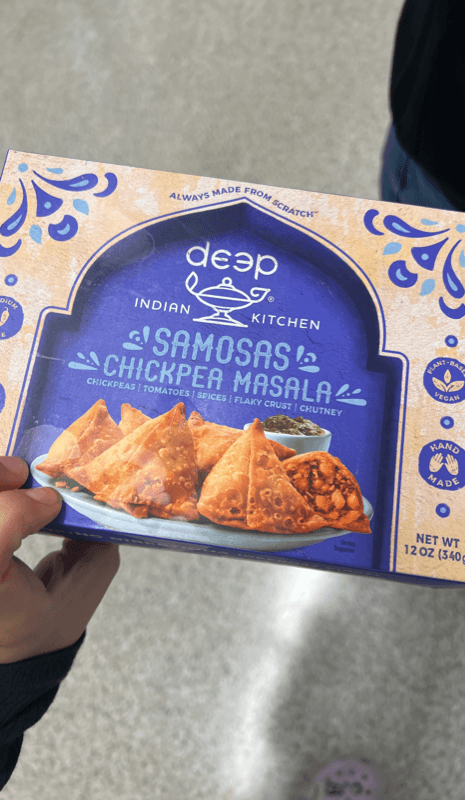 ALWAYS MADE FROM SCRATCH™
deep
INDIAN KITCHEN
SAMOSAS
CHICKPEA MASALA
CHICKPEAS | TOMATOES | SPICES | FLAKY CRUST | CHUTNEY
PLANT-BASED
VEGAN
HAND
MADE
NET WT
12 OZ (340g